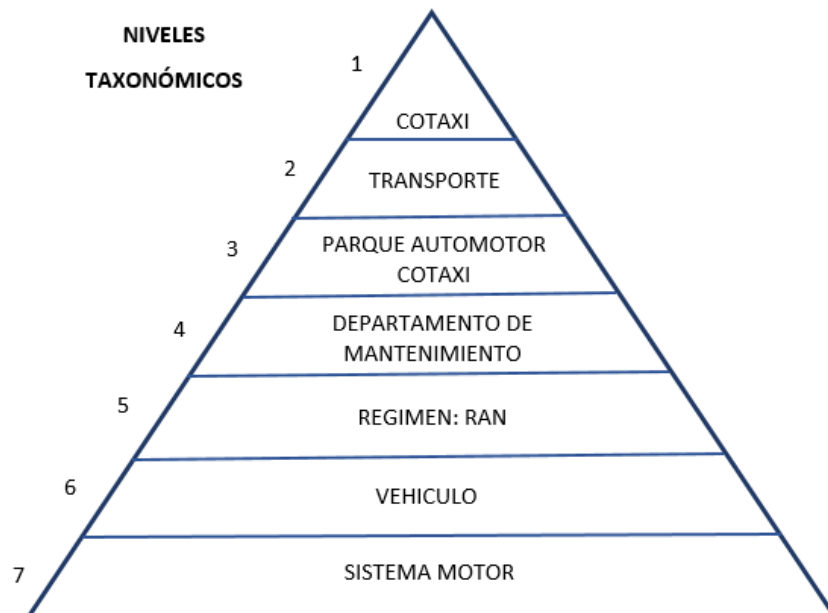 NIVELES
TAXONÓMICOS
1
COTAXI
2
TRANSPORTE
3
PARQUE AUTOMOTOR
COTAXI
4
DEPARTAMENTO DE
MANTENIMIENTO
5
REGIMEN: RAN
6
VEHICULO
7
SISTEMA MOTOR